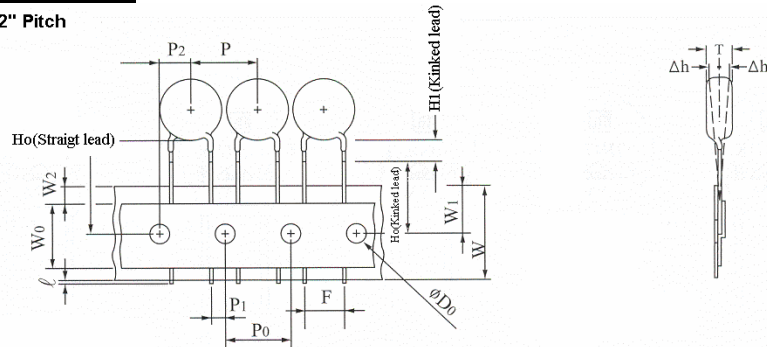 2" Pitch
P2
P
T
Δh
Δh
H1(Kinked lead)
Ho(Straigt lead)
W2
Ho(Kinked lead)
W1
W0
W
ℓ
P1
F
øD0
P0